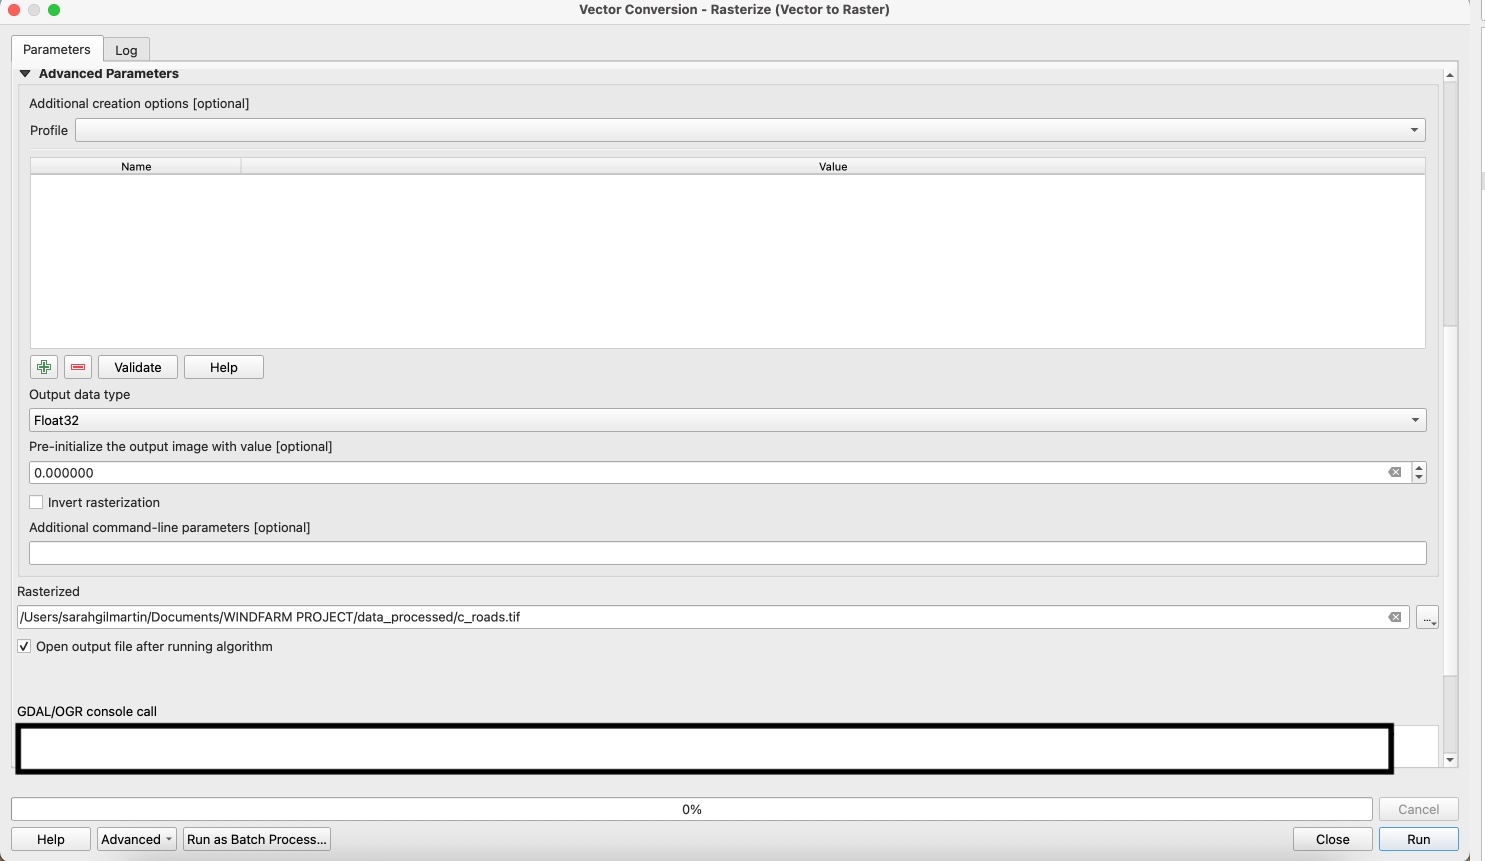 Vector Conversion - Rasterize (Vector to Raster)
Parameters
Log
Advanced Parameters
Additional creation options [optional]
Profile
Name Value
Validate Help
Output data type
Float32
Pre-initialize the output image with value [optional]
0.000000
Invert rasterization
Additional command-line parameters [optional]
Rasterized
/Users/sarahgilmartin/Documents/WINDFARM PROJECT/data_processed/c_roads.tif
...
Open output file after running algorithm
GDAL/OGR console call
0%
Cancel
Help Advanced Run as Batch Process... Close Run